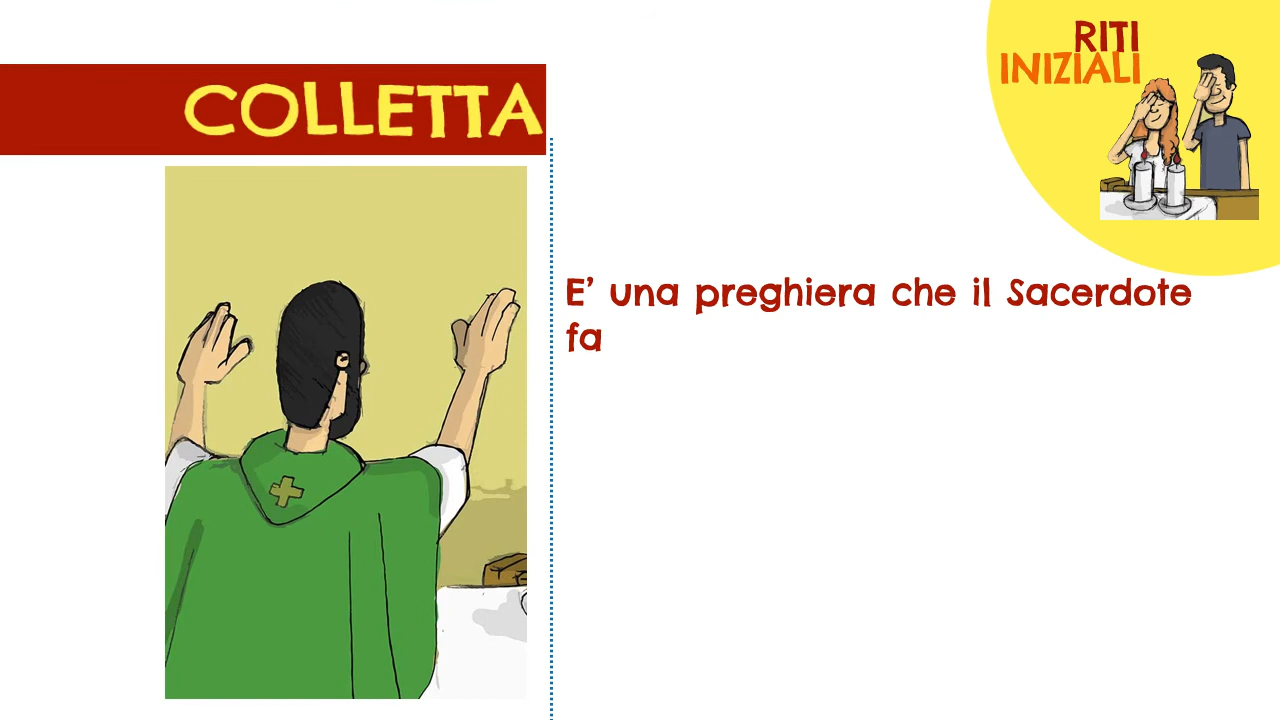 COLLETTA
RITI
INIZIALI
E’ una preghiera che il Sacerdote
fa